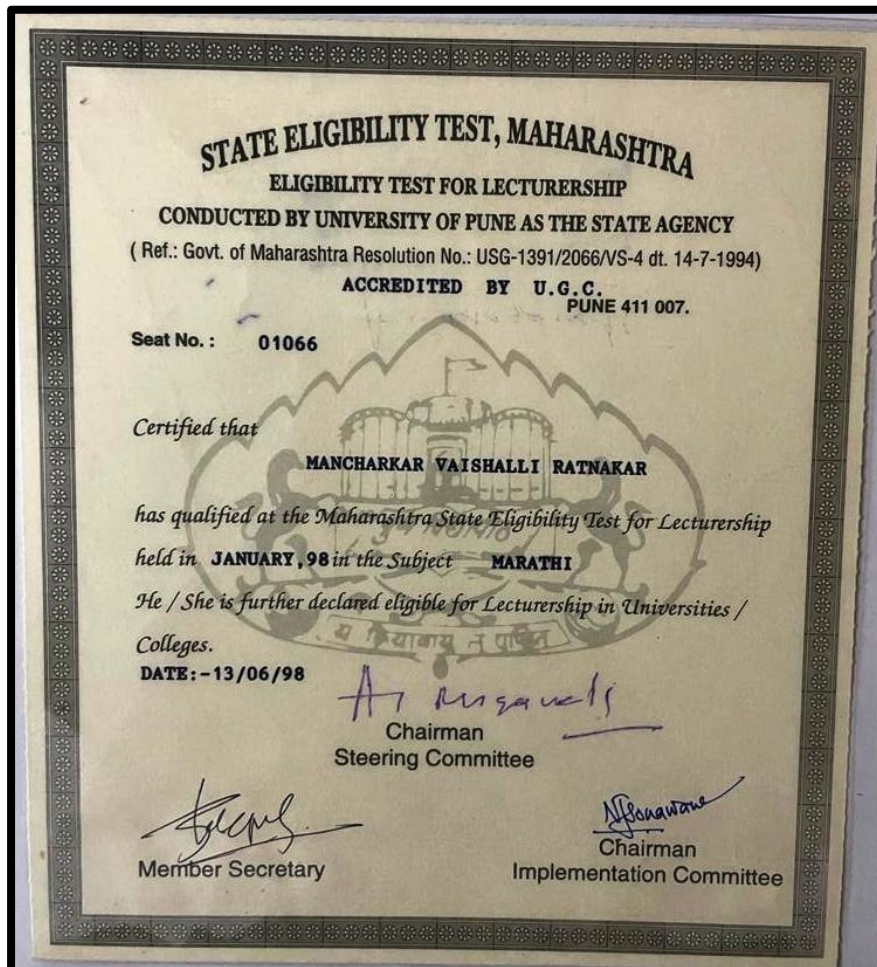 STATE ELIGIBILITY TEST, MAHARASHTRA
ELIGIBILITY TEST FOR LECTURERSHIP
CONDUCTED BY UNIVERSITY OF PUNE AS THE STATE AGENCY
( Ref.: Govt. of Maharashtra Resolution No.: USG-1391/2066/VS-4 dt. 14-7-1994)
ACCREDITED BY U.G.C.
PUNE 411 007.
Seat No. : 01066
Certified that
MANCHARKAR VAISHALLI RATNAKAR
has qualified at the Maharashtra State Eligibility Test for Lecturership
held in JANUARY,98 in the Subject MARATHI
He / She is further declared eligible for Lecturership in Universities /
Colleges.
DATE:-13/06/98
Chairman
Steering Committee
Member Secretary
Chairman
Implementation Committee